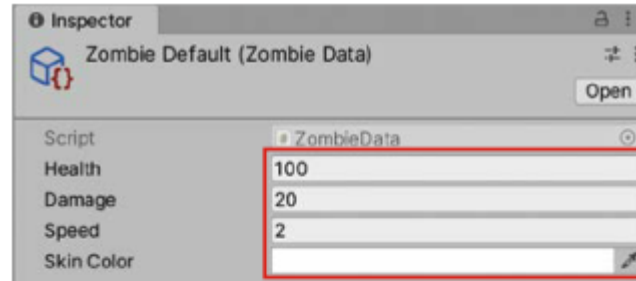 Inspector
Zombie Default (Zombie Data)
Open
Script
ZombieData
Health
100
Damage
20
Speed
2
Skin Color